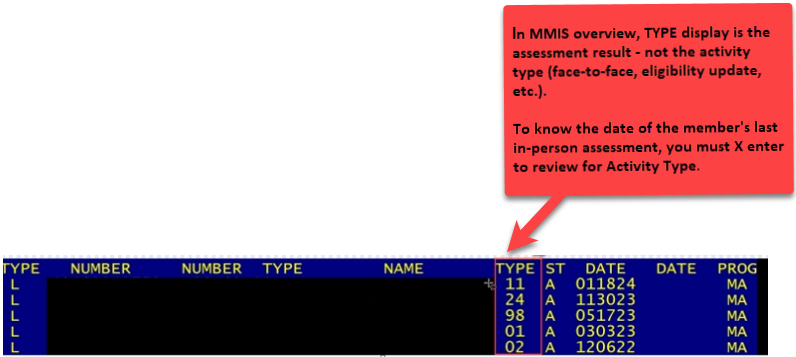 In MMIS overview, TYPE display is the
assessment result - not the activity
type (face-to-face, eligibility update,
etc.).
To know the date of the member's last
in-person assessment, you must X enter
to review for Activity Type.
TYPE NUMBER NUMBER TYPE NAME TYPE ST DATE DATE PROG
L 11 A 011824 MA
L 24 A 113023 MA
L 98 A 051723 MA
L 01 A 030323 MA
L 02 A 120622 MA